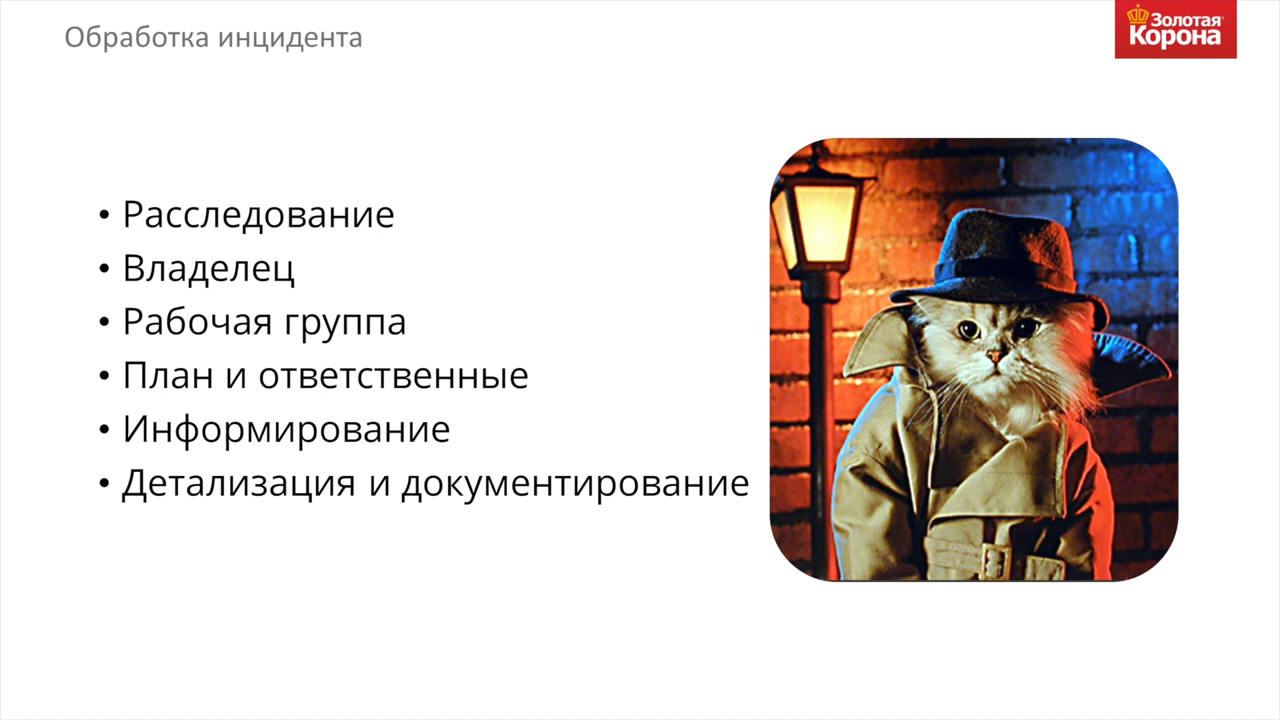 Обработка инцидента
Золотая
Корона
• Расследование
• Владелец
• Рабочая группа
• План и ответственные
• Информирование
• Детализация и документирование